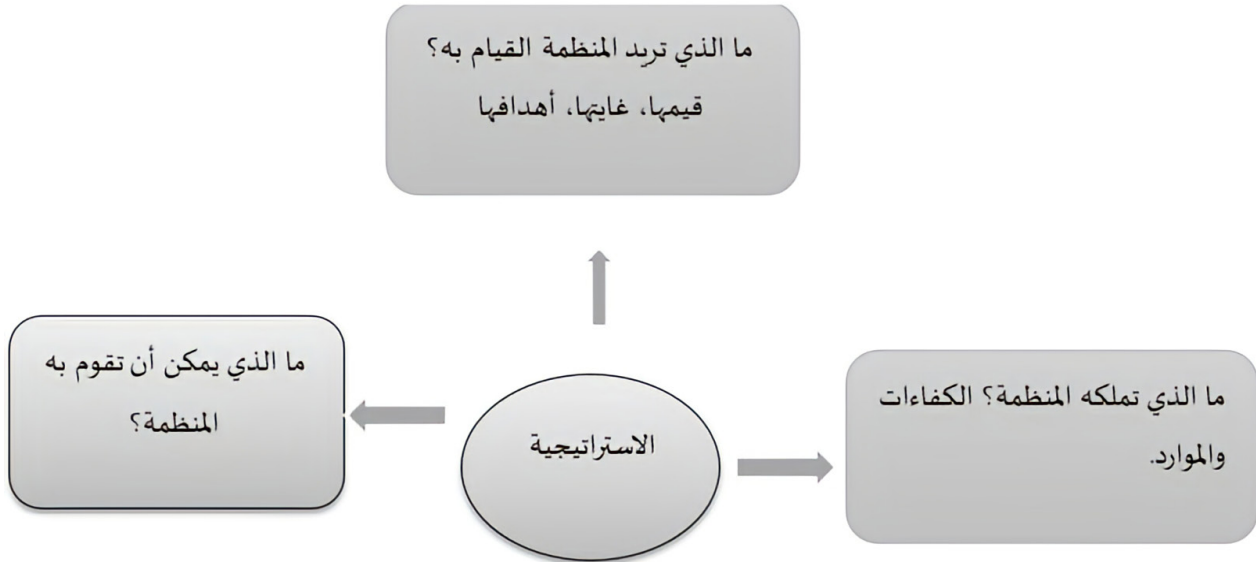 ما الذي تريد المنظمة القيام به؟
قيمها، غايتها، أهدافها
ما الذي تملكه المنظمة؟ الكفاءات
والموارد.
الاستراتيجية
ما الذي يمكن أن تقوم به
المنظمة؟